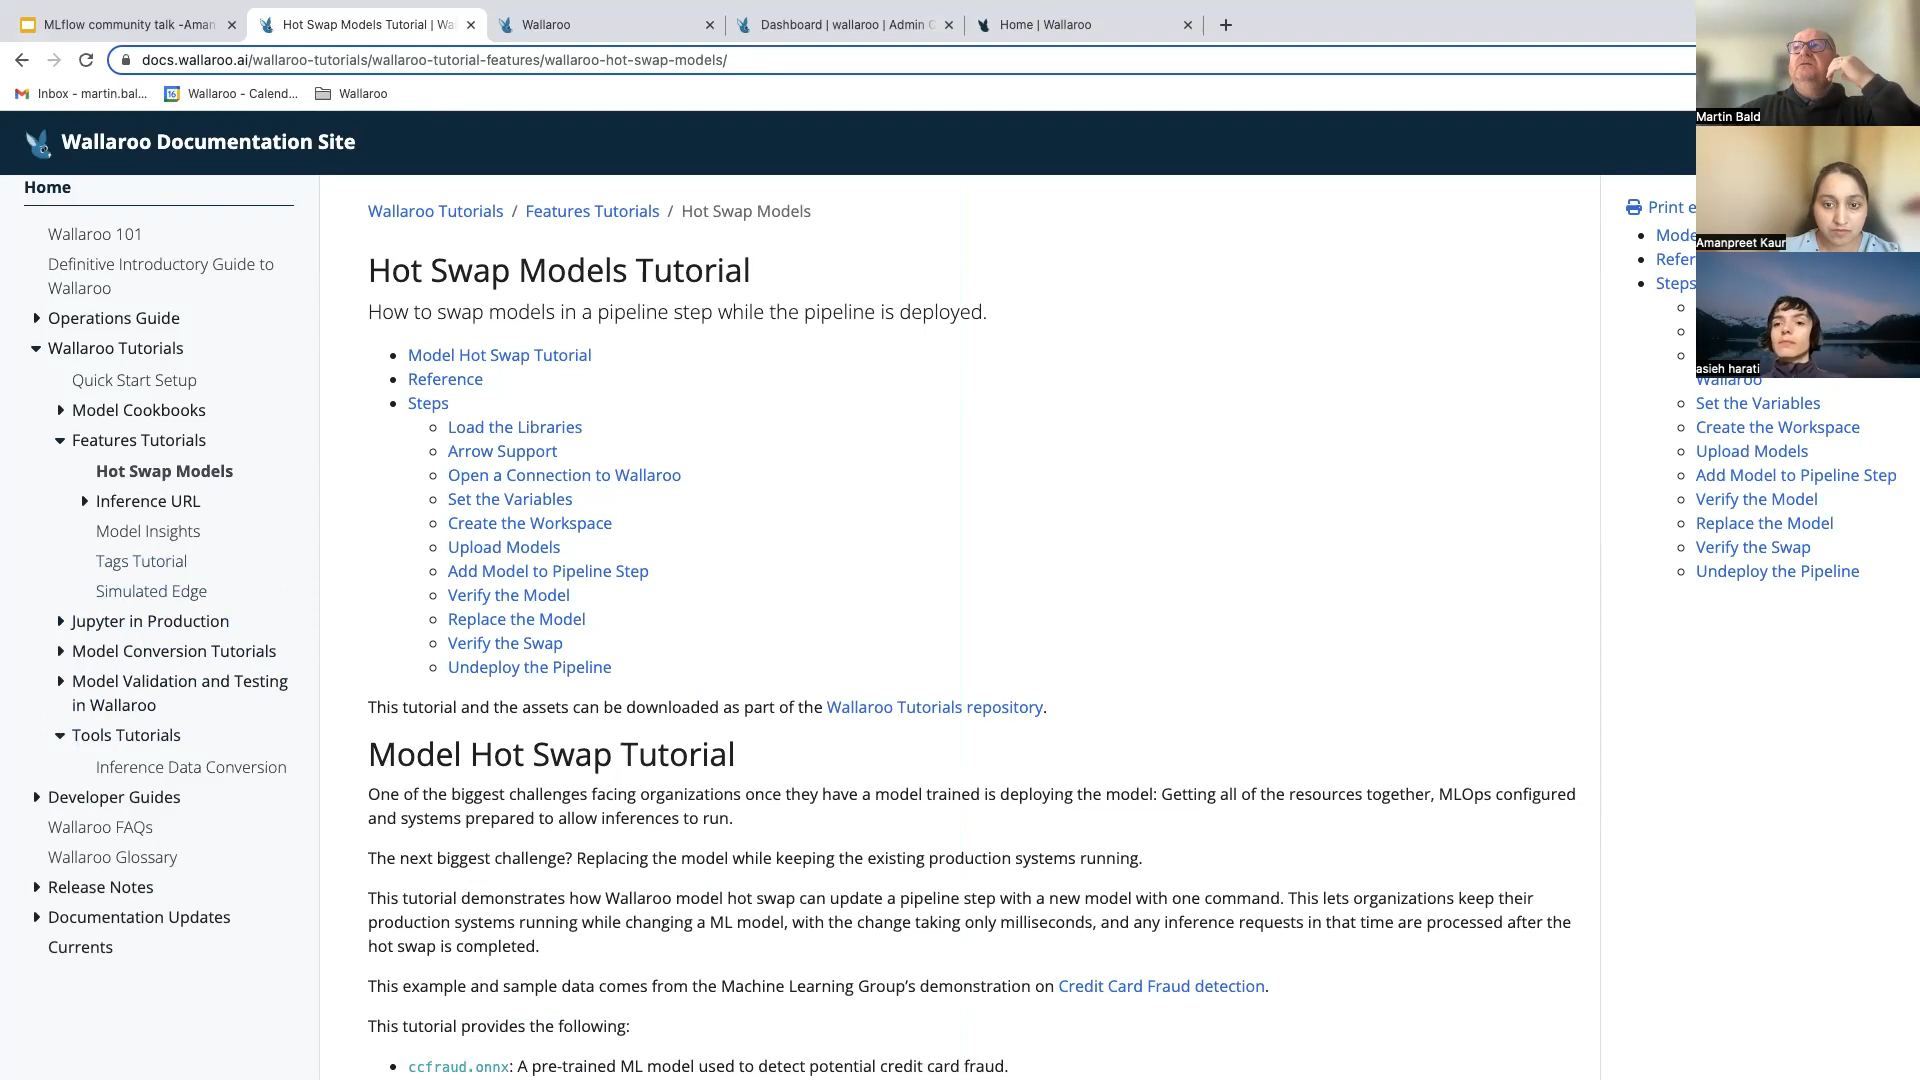 MLflow community talk -Aman
Hot Swap Models Tutorial | Wa
Wallaroo
Dashboard | wallaroo | Admin C
Home | Wallaroo
docs.wallaroo.ai/wallaroo-tutorials/wallaroo-tutorial-features/wallaroo-hot-swap-models/
Inbox - martin.bal...
16
Wallaroo - Calend...
Wallaroo
Wallaroo Documentation Site
Home
Wallaroo 101
Definitive Introductory Guide to
Wallaroo
Operations Guide
Wallaroo Tutorials
Quick Start Setup
Model Cookbooks
Features Tutorials
Hot Swap Models
Inference URL
Model Insights
Tags Tutorial
Simulated Edge
Jupyter in Production
Model Conversion Tutorials
Model Validation and Testing
in Wallaroo
Tools Tutorials
Inference Data Conversion
Developer Guides
Wallaroo FAQs
Wallaroo Glossary
Release Notes
Documentation Updates
Currents
Wallaroo Tutorials / Features Tutorials / Hot Swap Models
Hot Swap Models Tutorial
How to swap models in a pipeline step while the pipeline is deployed.
Model Hot Swap Tutorial
Reference
Steps
Load the Libraries
Arrow Support
Open a Connection to Wallaroo
Set the Variables
Create the Workspace
Upload Models
Add Model to Pipeline Step
Verify the Model
Replace the Model
Verify the Swap
Undeploy the Pipeline
This tutorial and the assets can be downloaded as part of the Wallaroo Tutorials repository.
Model Hot Swap Tutorial
One of the biggest challenges facing organizations once they have a model trained is deploying the model: Getting all of the resources together, MLOps configured
and systems prepared to allow inferences to run.
The next biggest challenge? Replacing the model while keeping the existing production systems running.
This tutorial demonstrates how Wallaroo model hot swap can update a pipeline step with a new model with one command. This lets organizations keep their
production systems running while changing a ML model, with the change taking only milliseconds, and any inference requests in that time are processed after the
hot swap is completed.
This example and sample data comes from the Machine Learning Group’s demonstration on Credit Card Fraud detection.
This tutorial provides the following:
ccfraud.onnx: A pre-trained ML model used to detect potential credit card fraud.
Print e
Mode
Refer
Steps
Wallaroo
Set the Variables
Create the Workspace
Upload Models
Add Model to Pipeline Step
Verify the Model
Replace the Model
Verify the Swap
Undeploy the Pipeline
Martin Bald
Amanpreet Kaur
asieh harati